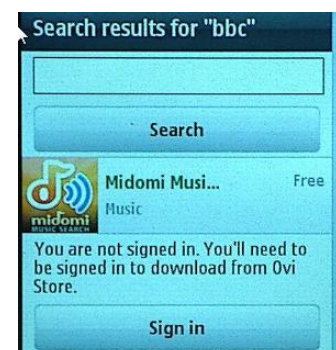 Search results for "bbc"
Search
Midomi Musi...
Free
Music
midomi
MUSIC SEARCH
You are not signed in. You'll need to
be signed in to download from Ovi
Store.
Sign in